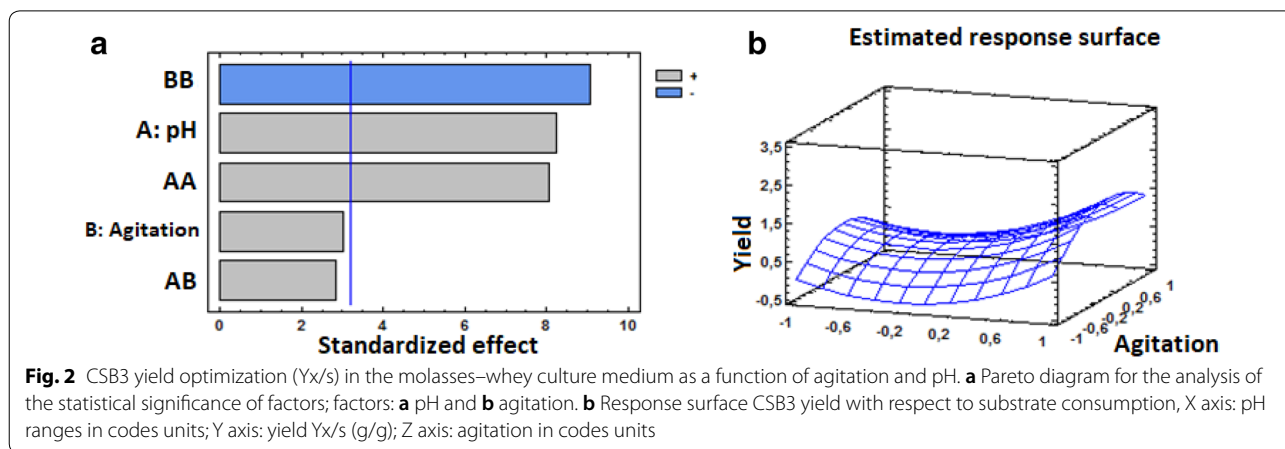 a
BB
A: pH
AA
B: Agitation
AB
0 2 4 6 8 10
Standardized effect
+
-
b
Estimated response surface
3,5
2,5
1,5
0,5
-0,5
Yield
-1 -0,6 -0,2 0,2 0,6 1
-1 -0,6 -0,2 0,2 0,6 1
Agitation
Fig. 2 CSB3 yield optimization (Yx/s) in the molasses–whey culture medium as a function of agitation and pH. a Pareto diagram for the analysis of
the statistical significance of factors; factors: a pH and b agitation. b Response surface CSB3 yield with respect to substrate consumption, X axis: pH
ranges in codes units; Y axis: yield Yx/s (g/g); Z axis: agitation in codes units